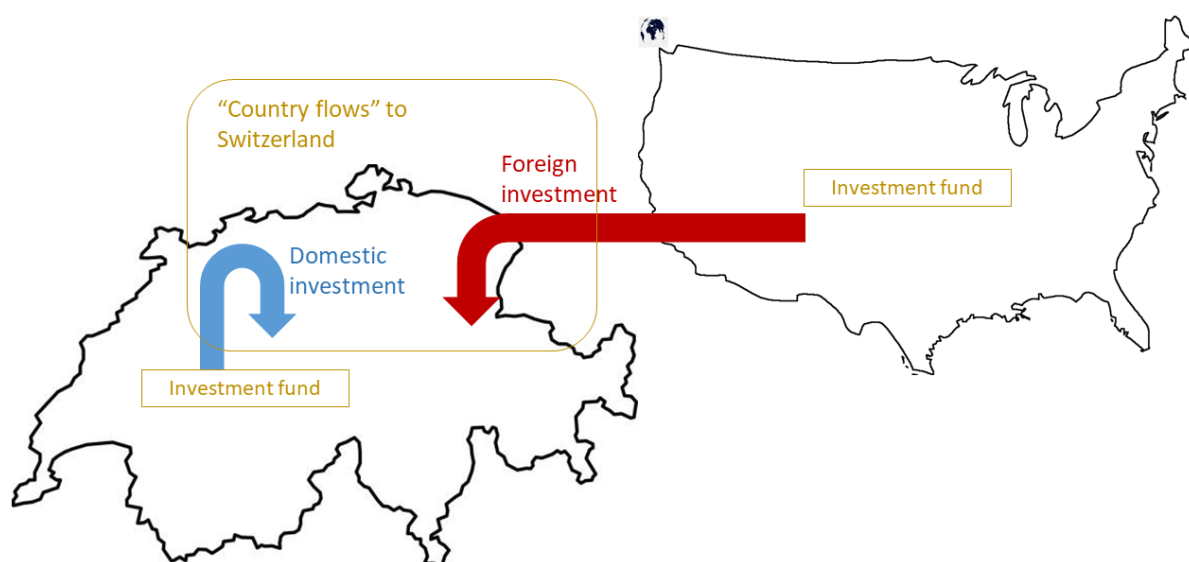 “Country flows” to
Switzerland
Foreign
investment
Investment fund
Domestic
investment
Investment fund